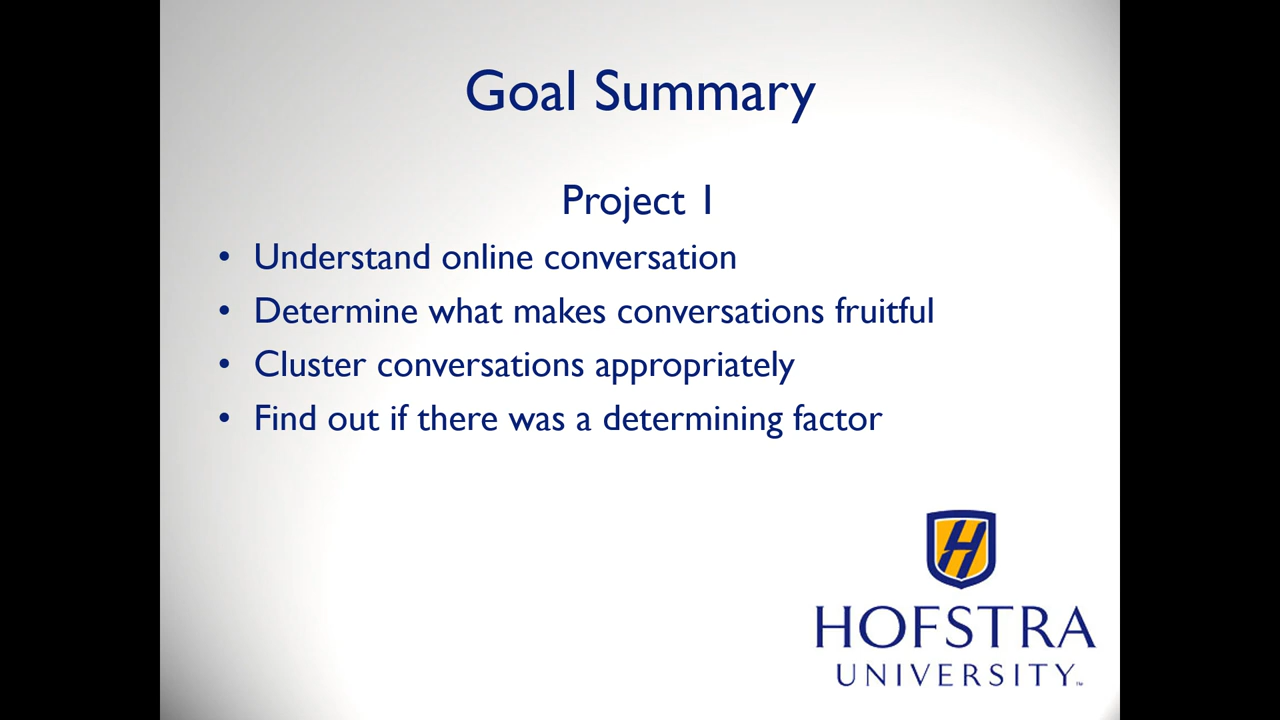 Goal Summary
Project 1
• Understand online conversation
• Determine what makes conversations fruitful
• Cluster conversations appropriately
• Find out if there was a determining factor
H
HOFSTRA
UNIVERSITY™